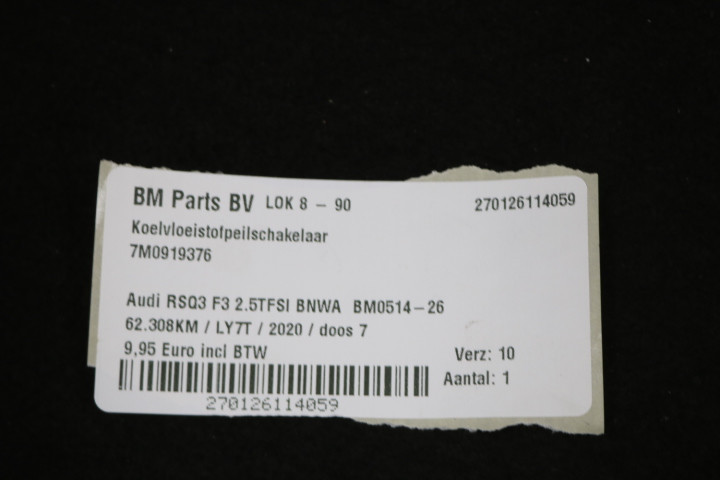 BM Parts BV LOK 8 - 90 270126114059
Koelvloeistofpeilschakelaar
7M0919376
Audi RSQ3 F3 2.5TFSI BNWA BM0514-26
62.308KM / LY7T / 2020 / doos 7
9,95 Euro incl BTW Verz: 10
Aantal: 1
270126114059